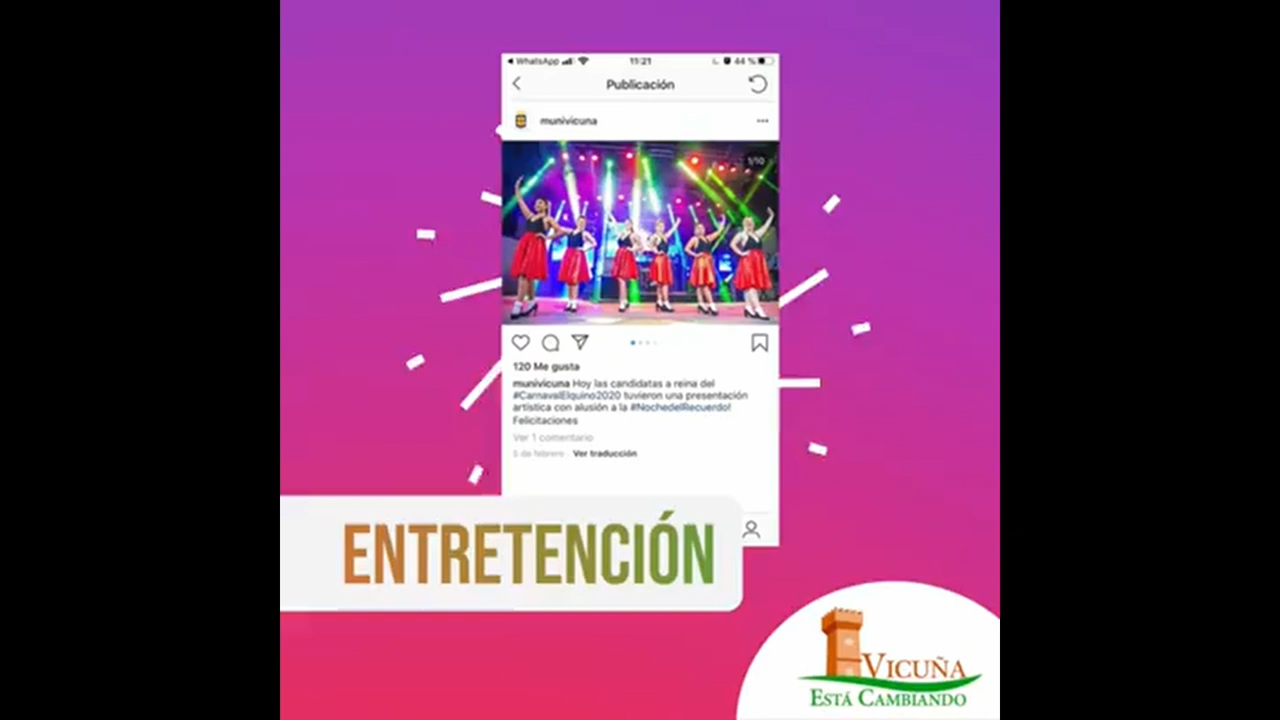 WhatsApp 11:21 44 %
Publicación
munivicuna
1/10
120 Me gusta
munivicuna Hoy las candidatas a reina del
#CarnavalElquino2020 tuvieron una presentación
artística con alusión a la #NochedelRecuerdo!
Felicitaciones
Ver 1 comentario
5 de febrero Ver traducción
ENTRETENCIÓN
VICUÑA
ESTÁ CAMBIANDO